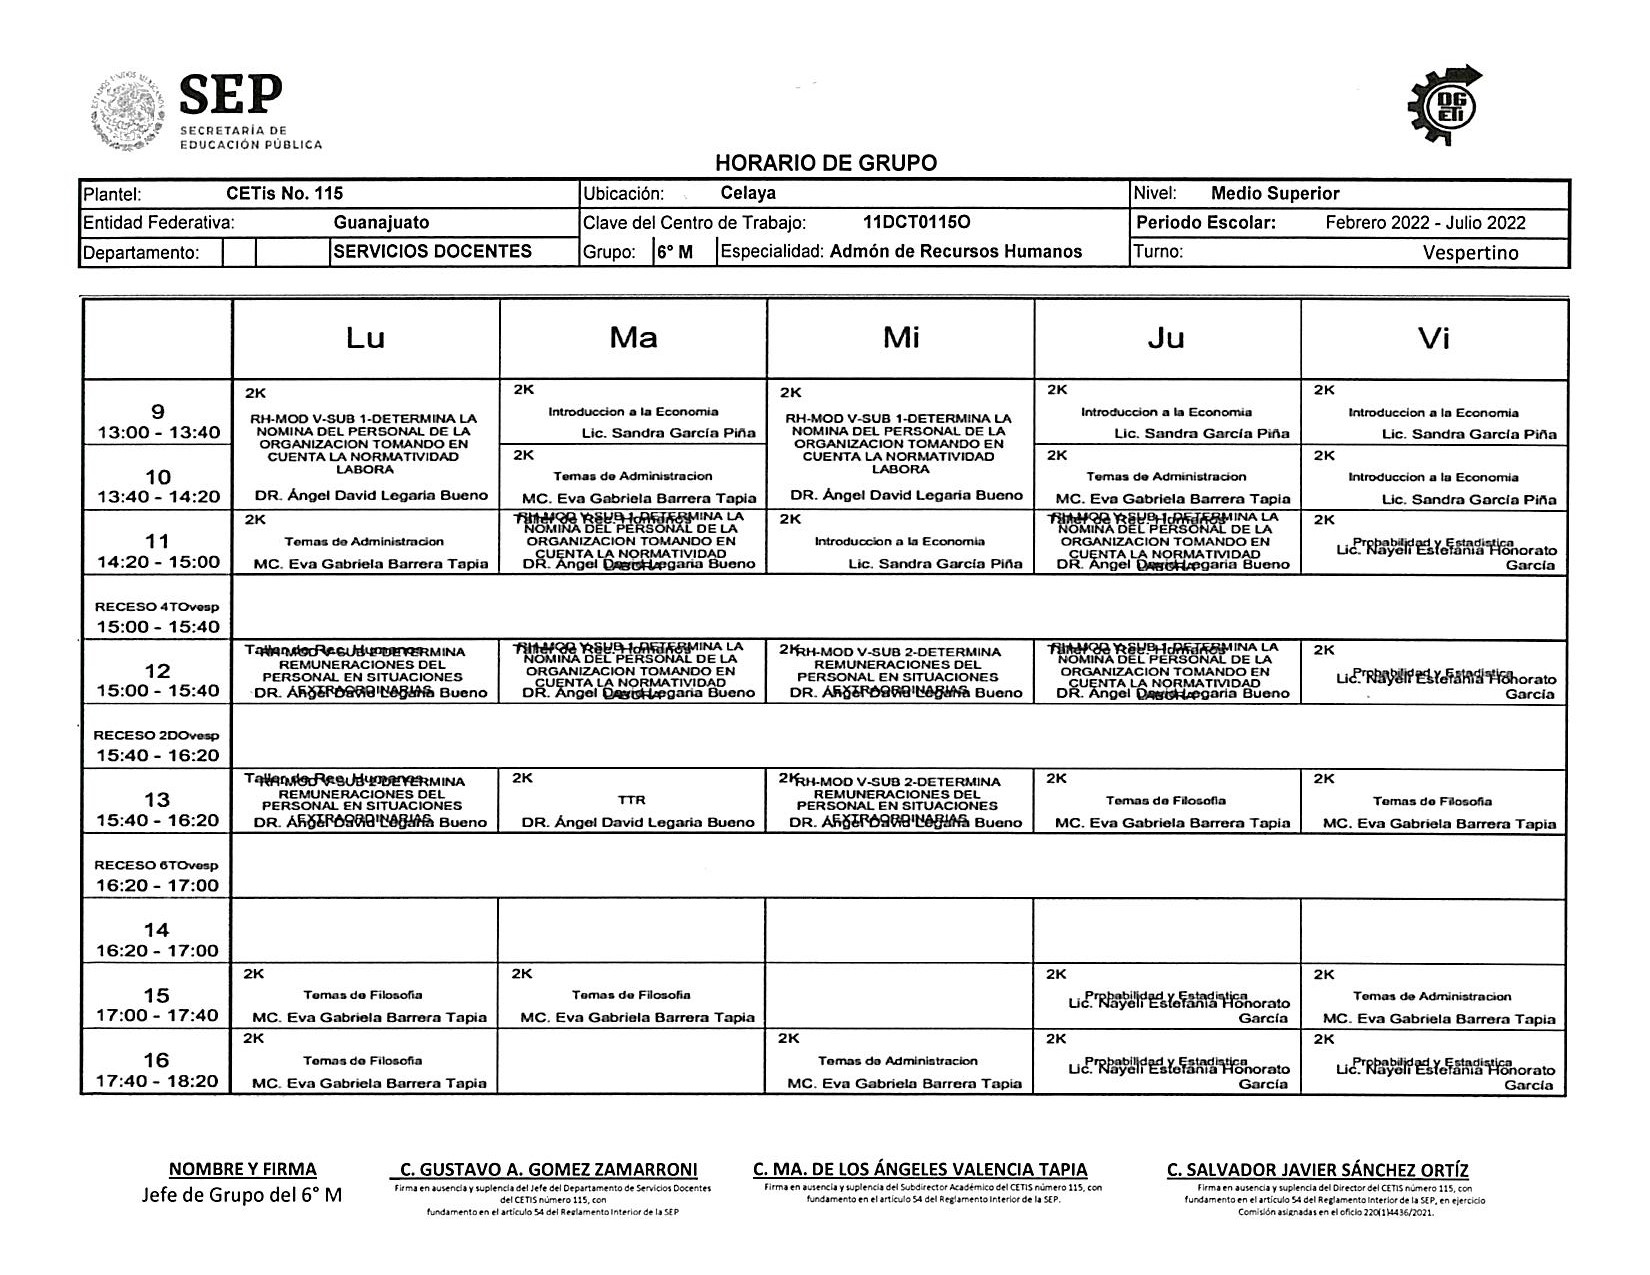 SEP
SECRETARÍA DE
EDUCACIÓN PÚBLICA
DG
ETI
HORARIO DE GRUPO
Plantel: CETis No. 115 Ubicación: Celaya Nivel: Medio Superior
Entidad Federativa: Guanajuato Clave del Centro de Trabajo: 11DCT0115O Periodo Escolar: Febrero 2022 - Julio 2022
Departamento: SERVICIOS DOCENTES Grupo: 6° M Especialidad: Admón de Recursos Humanos Turno: Vespertino
Lu Ma Mi Ju Vi
9
13:00 - 13:40
2K
RH-MOD V-SUB 1-DETERMINA LA
NOMINA DEL PERSONAL DE LA
ORGANIZACION TOMANDO EN
CUENTA LA NORMATIVIDAD
LABORA
DR. Ángel David Legaria Bueno
2K
Introduccion a la Economia
Lic. Sandra García Piña
2K
RH-MOD V-SUB 1-DETERMINA LA
NOMINA DEL PERSONAL DE LA
ORGANIZACION TOMANDO EN
CUENTA LA NORMATIVIDAD
LABORA
DR. Ángel David Legaria Bueno
2K
Introduccion a la Economia
Lic. Sandra García Piña
2K
Introduccion a la Economia
Lic. Sandra García Piña
10
13:40 - 14:20
2K
Temas de Administracion
MC. Eva Gabriela Barrera Tapia
2K
Temas de Administracion
MC. Eva Gabriela Barrera Tapia
2K
Introduccion a la Economia
Lic. Sandra García Piña
11
14:20 - 15:00
2K
Temas de Administracion
MC. Eva Gabriela Barrera Tapia
Taller de Rec. Humanos
RH-MOD V-SUB 1-DETERMINA LA
NOMINA DEL PERSONAL DE LA
ORGANIZACION TOMANDO EN
CUENTA LA NORMATIVIDAD
LABORA
DR. Ángel David Legaria Bueno
2K
Introduccion a la Economia
Lic. Sandra García Piña
Taller de Rec. Humanos
RH-MOD V-SUB 1-DETERMINA LA
NOMINA DEL PERSONAL DE LA
ORGANIZACION TOMANDO EN
CUENTA LA NORMATIVIDAD
LABORA
DR. Ángel David Legaria Bueno
2K
Probabilidad y Estadistica
Lic. Nayeli Estefanía Honorato
García
RECESO 4TOvesp
15:00 - 15:40
12
15:00 - 15:40
Taller de Rec. Humanos
RH-MOD V-SUB 2-DETERMINA
REMUNERACIONES DEL
PERSONAL EN SITUACIONES
EXTRAORDINARIAS
DR. Ángel David Legaria Bueno
Taller de Rec. Humanos
RH-MOD V-SUB 1-DETERMINA LA
NOMINA DEL PERSONAL DE LA
ORGANIZACION TOMANDO EN
CUENTA LA NORMATIVIDAD
LABORA
DR. Ángel David Legaria Bueno
2K
RH-MOD V-SUB 2-DETERMINA
REMUNERACIONES DEL
PERSONAL EN SITUACIONES
EXTRAORDINARIAS
DR. Ángel David Legaria Bueno
Taller de Rec. Humanos
RH-MOD V-SUB 1-DETERMINA LA
NOMINA DEL PERSONAL DE LA
ORGANIZACION TOMANDO EN
CUENTA LA NORMATIVIDAD
LABORA
DR. Ángel David Legaria Bueno
2K
Probabilidad y Estadistica
Lic. Nayeli Estefanía Honorato
García
RECESO 2DOvesp
15:40 - 16:20
13
15:40 - 16:20
Taller de Rec. Humanos
RH-MOD V-SUB 2-DETERMINA
REMUNERACIONES DEL
PERSONAL EN SITUACIONES
EXTRAORDINARIAS
DR. Ángel David Legaria Bueno
2K
TTR
DR. Ángel David Legaria Bueno
2K
RH-MOD V-SUB 2-DETERMINA
REMUNERACIONES DEL
PERSONAL EN SITUACIONES
EXTRAORDINARIAS
DR. Ángel David Legaria Bueno
2K
Temas de Filosofia
MC. Eva Gabriela Barrera Tapia
2K
Temas de Filosofia
MC. Eva Gabriela Barrera Tapia
RECESO 6TOvesp
16:20 - 17:00
14
16:20 - 17:00
15
17:00 - 17:40
2K
Temas de Filosofia
MC. Eva Gabriela Barrera Tapia
2K
Temas de Filosofia
MC. Eva Gabriela Barrera Tapia
2K
Probabilidad y Estadistica
Lic. Nayeli Estefanía Honorato
García
2K
Temas de Administracion
MC. Eva Gabriela Barrera Tapia
16
17:40 - 18:20
2K
Temas de Filosofia
MC. Eva Gabriela Barrera Tapia
2K
Temas de Administracion
MC. Eva Gabriela Barrera Tapia
2K
Probabilidad y Estadistica
Lic. Nayeli Estefanía Honorato
García
2K
Probabilidad y Estadistica
Lic. Nayeli Estefanía Honorato
García
NOMBRE Y FIRMA
Jefe de Grupo del 6° M
C. GUSTAVO A. GOMEZ ZAMARRONI
Firma en ausencia y suplencia del Jefe del Departamento de Servicios Docentes
del CETIS número 115, con
fundamento en el artículo 54 del Reglamento Interior de la SEP
C. MA. DE LOS ÁNGELES VALENCIA TAPIA
Firma en ausencia y suplencia del Subdirector Académico del CETIS número 115, con
fundamento en el artículo 54 del Reglamento Interior de la SEP.
C. SALVADOR JAVIER SÁNCHEZ ORTÍZ
Firma en ausencia y suplencia del Director del CETIS número 115, con
fundamento en el artículo 54 del Reglamento Interior de la SEP, en ejercicio
Comisión asignadas en el oficio 220(1)4436/2021.